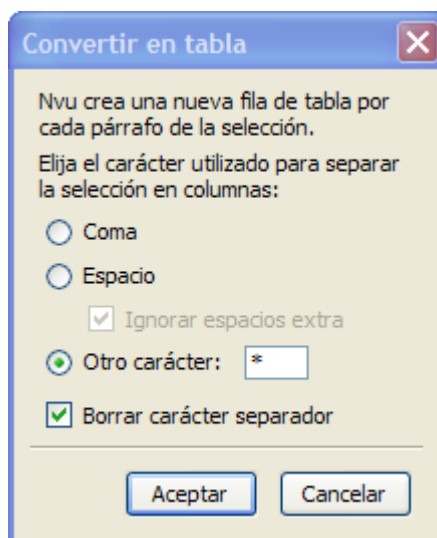 Convertir en tabla
Nvu crea una nueva fila de tabla por
cada párrafo de la selección.
Elija el carácter utilizado para separar
la selección en columnas:
Coma
Espacio
Ignorar espacios extra
Otro carácter: *
Borrar carácter separador
Aceptar Cancelar